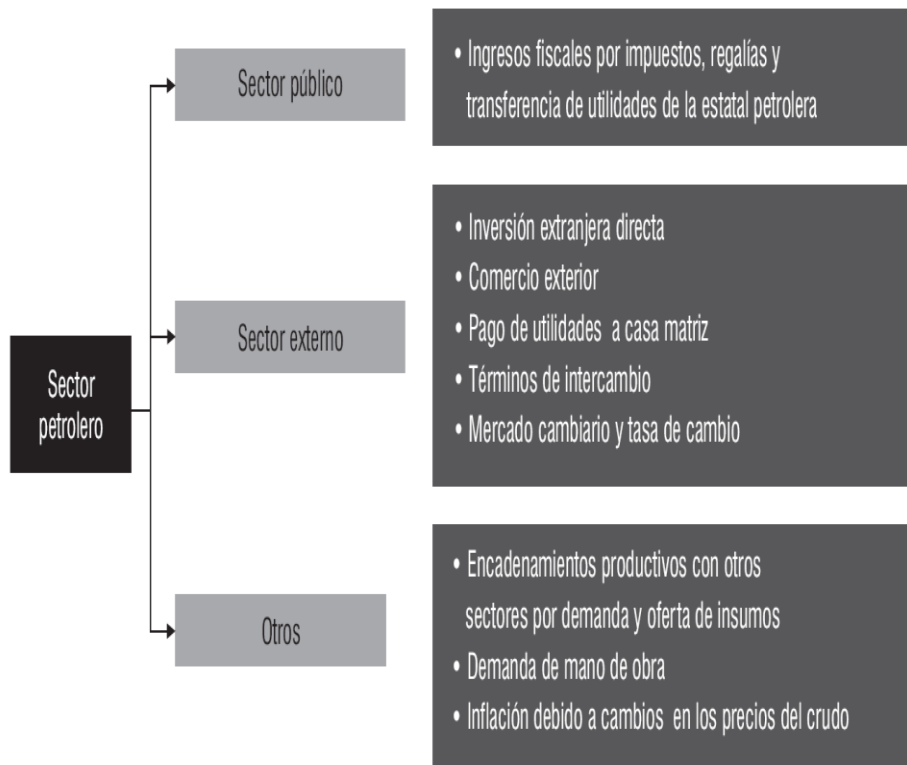 Sector
petrolero
Sector público
• Ingresos fiscales por impuestos, regalías y
transferencia de utilidades de la estatal petrolera
Sector externo
• Inversión extranjera directa
• Comercio exterior
• Pago de utilidades a casa matriz
• Términos de intercambio
• Mercado cambiario y tasa de cambio
Otros
• Encadenamientos productivos con otros
sectores por demanda y oferta de insumos
• Demanda de mano de obra
• Inflación debido a cambios en los precios del crudo